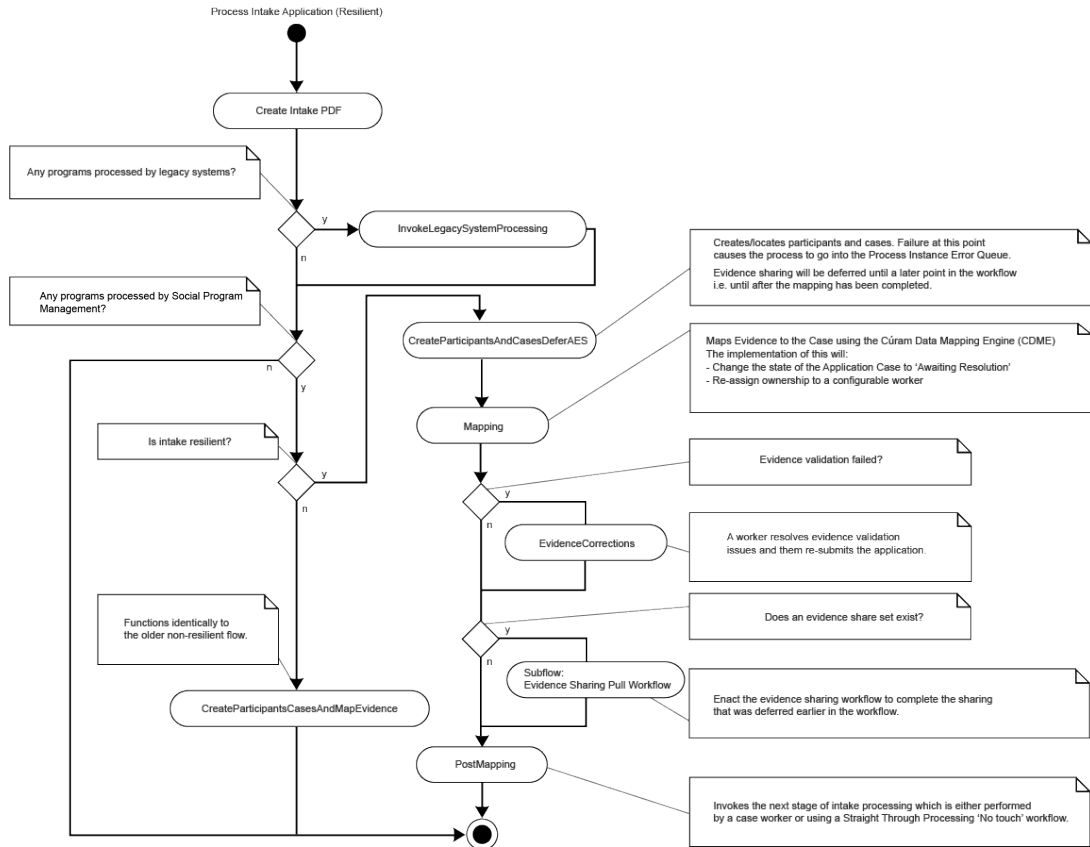 Process Intake Application (Resilient)
Create Intake PDF
Any programs processed by legacy systems?
y
InvokeLegacySystemProcessing
n
Creates/locates participants and cases. Failure at this point
causes the process to go into the Process Instance Error Queue.
Evidence sharing will be deferred until a later point in the workflow
i.e. until after the mapping has been completed.
Any programs processed by Social Program
Management?
CreateParticipantsAndCasesDeferAES
n
y
Maps Evidence to the Case using the Cúram Data Mapping Engine (CDME)
The implementation of this will:
- Change the state of the Application Case to ‘Awaiting Resolution’
- Re-assign ownership to a configurable worker
Mapping
Is intake resilient?
y
n
Evidence validation failed?
y
n
EvidenceCorrections
A worker resolves evidence validation
issues and them re-submits the application.
Does an evidence share set exist?
y
n
Functions identically to
the older non-resilient flow.
Subflow:
Evidence Sharing Pull Workflow
Enact the evidence sharing workflow to complete the sharing
that was deferred earlier in the workflow.
CreateParticipantsCasesAndMapEvidence
PostMapping
Invokes the next stage of intake processing which is either performed
by a case worker or using a Straight Through Processing ‘No touch’ workflow.